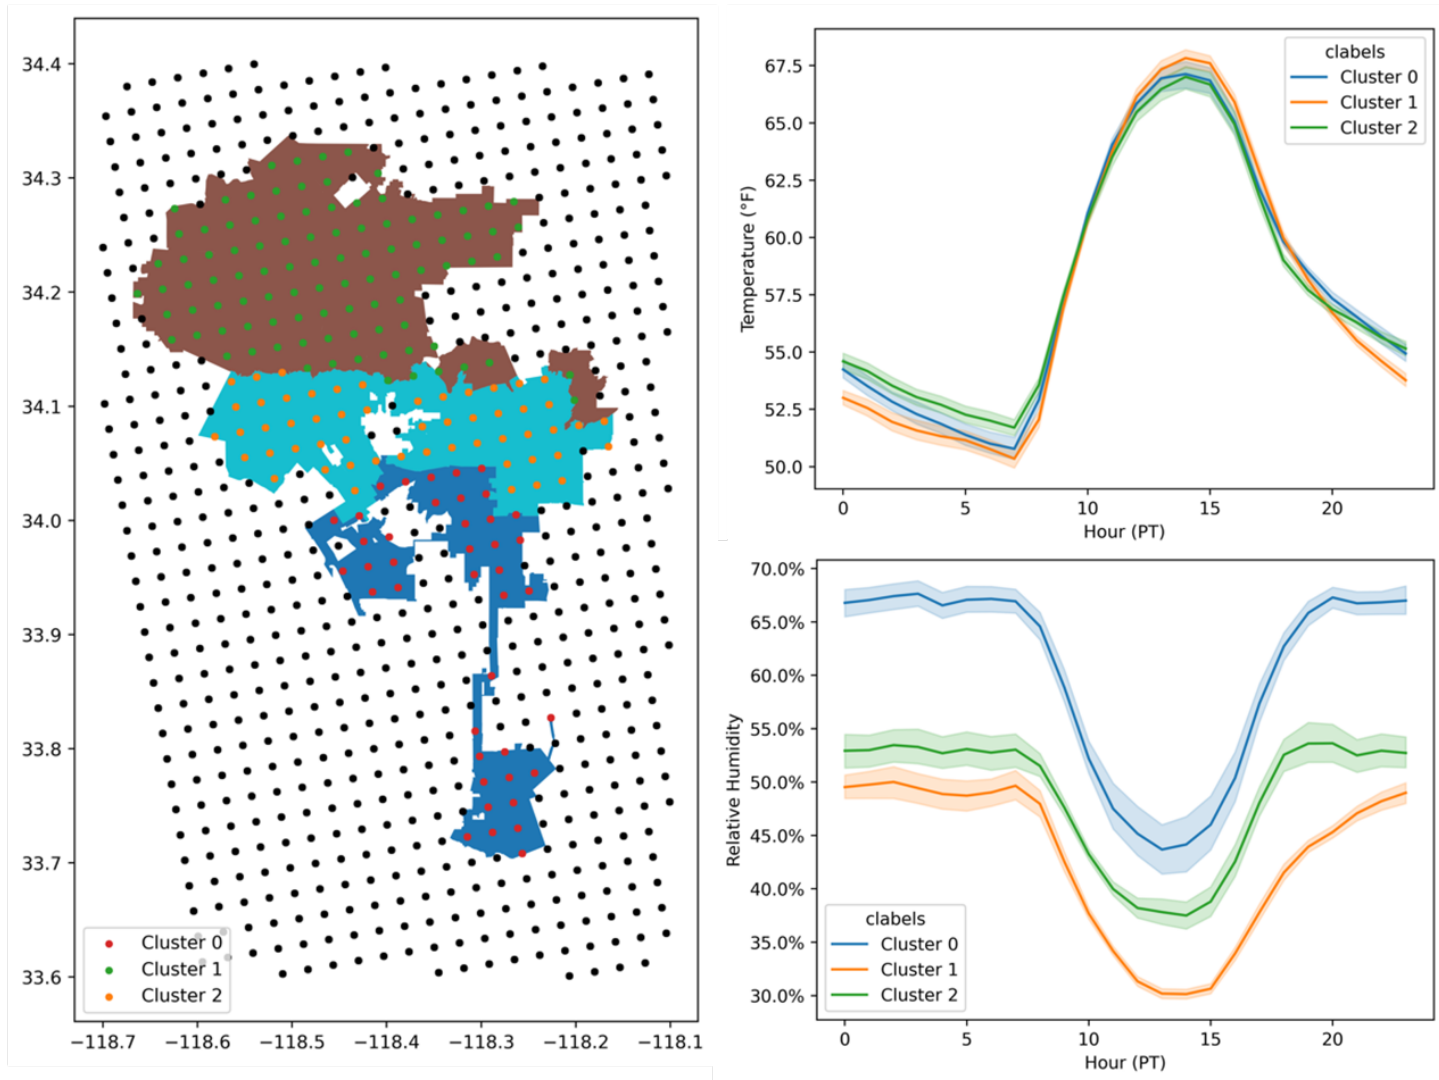 34.4
34.3
34.2
34.1
34.0
33.9
33.8
33.7
33.6
Cluster 0
Cluster 1
Cluster 2
−118.7 −118.6 −118.5 −118.4 −118.3 −118.2 −118.1
67.5
65.0
62.5
60.0
57.5
55.0
52.5
50.0
Temperature (°F)
clabels
Cluster 0
Cluster 1
Cluster 2
0 5 10 15 20
Hour (PT)
70.0%
65.0%
60.0%
55.0%
50.0%
45.0%
40.0%
35.0%
30.0%
Relative Humidity
clabels
Cluster 0
Cluster 1
Cluster 2
0 5 10 15 20
Hour (PT)